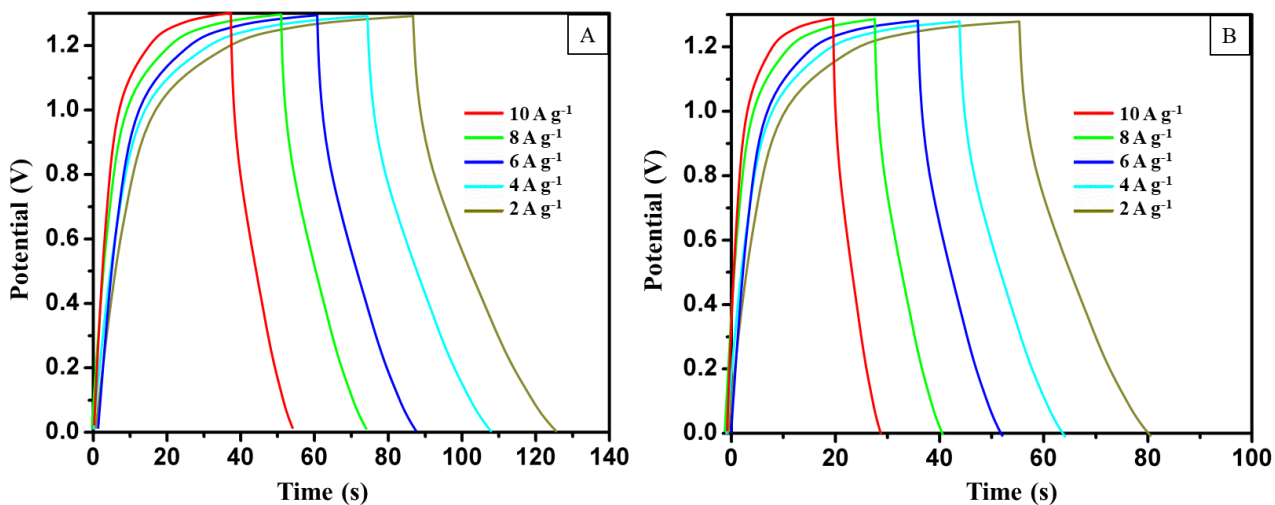 A
1.2
1.0
0.8
0.6
0.4
0.2
0.0
Potential (V)
10 A g⁻¹
8 A g⁻¹
6 A g⁻¹
4 A g⁻¹
2 A g⁻¹
0 20 40 60 80 100 120 140
Time (s)
B
1.2
1.0
0.8
0.6
0.4
0.2
0.0
Potential (V)
10 A g⁻¹
8 A g⁻¹
6 A g⁻¹
4 A g⁻¹
2 A g⁻¹
0 20 40 60 80 100
Time (s)